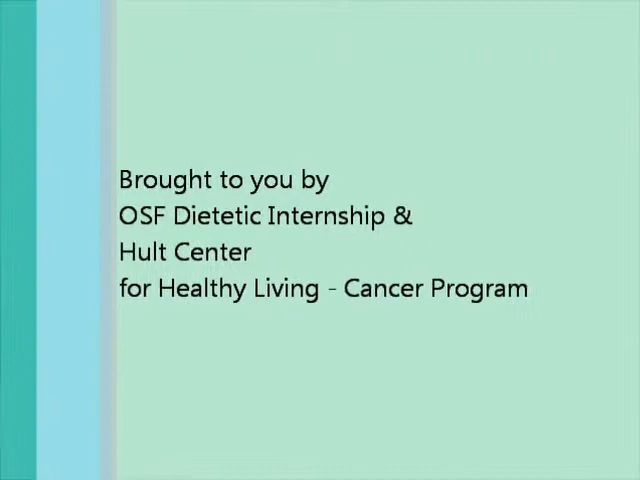 Brought to you by
OSF Dietetic Internship &
Hult Center
for Healthy Living - Cancer Program